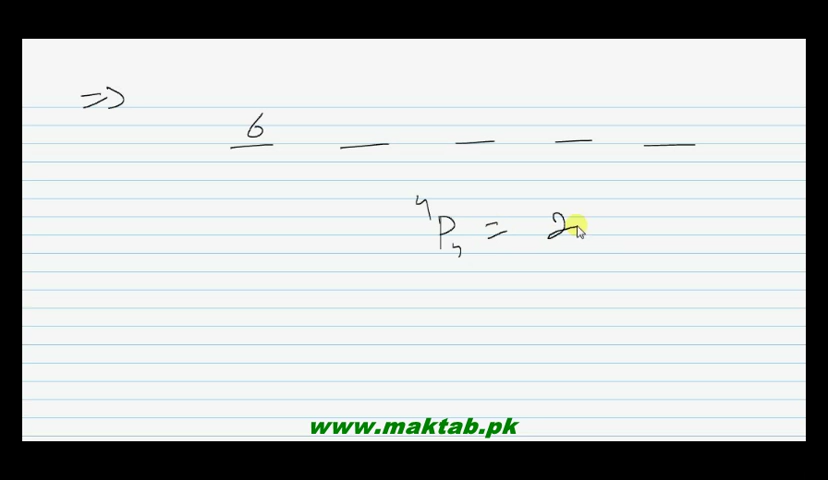 =>
6 _ _ _ _
⁴P₄ = 2
www.maktab.pk